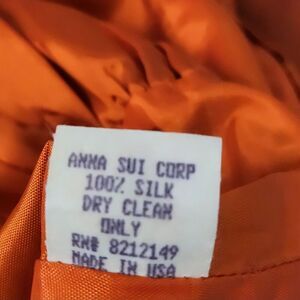 ANNA SUI CORP
100% SILK
DRY CLEAN
ONLY
RN# 8212149
MADE IN USA